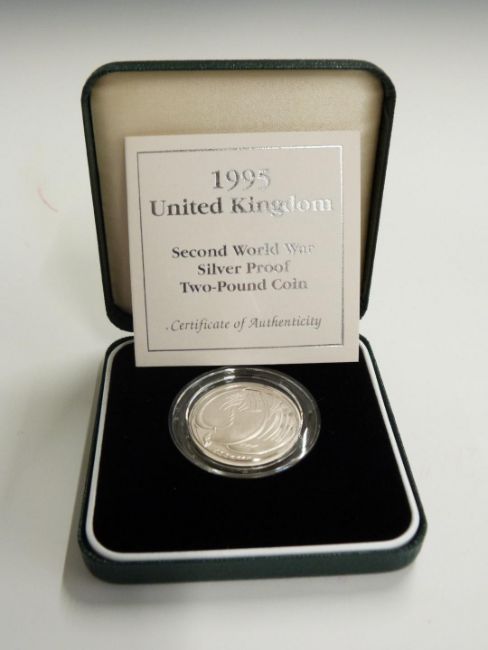 1995
United Kingdom
Second World War
Silver Proof
Two-Pound Coin
Certificate of Authenticity